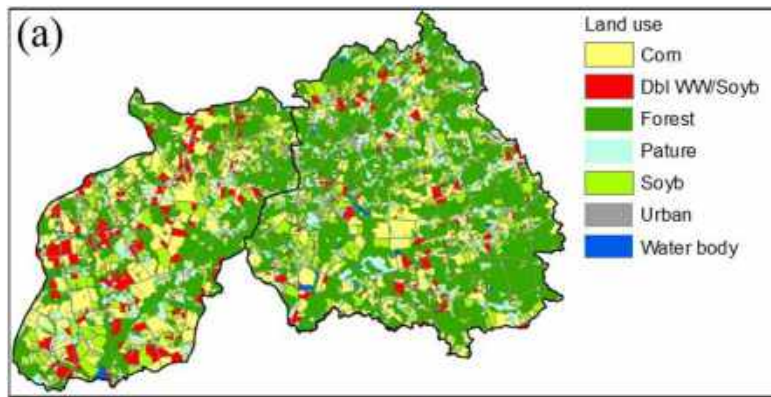 (a)
Land use
Corn
Dbl WW/Soyb
Forest
Pature
Soyb
Urban
Water body